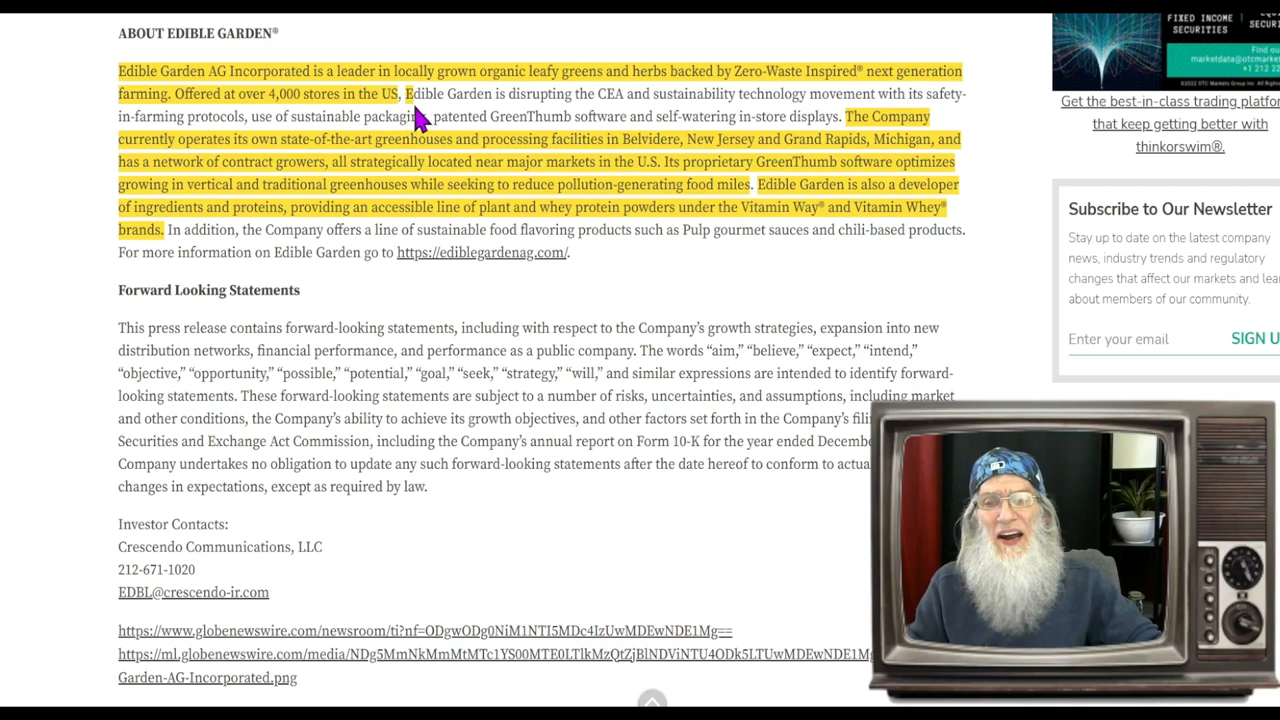 ABOUT EDIBLE GARDEN®
Edible Garden AG Incorporated is a leader in locally grown organic leafy greens and herbs backed by Zero-Waste Inspired® next generation
farming. Offered at over 4,000 stores in the US, Edible Garden is disrupting the CEA and sustainability technology movement with its safety-
in-farming protocols, use of sustainable packaging, patented GreenThumb software and self-watering in-store displays. The Company
currently operates its own state-of-the-art greenhouses and processing facilities in Belvidere, New Jersey and Grand Rapids, Michigan, and
has a network of contract growers, all strategically located near major markets in the U.S. Its proprietary GreenThumb software optimizes
growing in vertical and traditional greenhouses while seeking to reduce pollution-generating food miles. Edible Garden is also a developer
of ingredients and proteins, providing an accessible line of plant and whey protein powders under the Vitamin Way® and Vitamin Whey®
brands. In addition, the Company offers a line of sustainable food flavoring products such as Pulp gourmet sauces and chili-based products.
For more information on Edible Garden go to https://ediblegardenag.com/.
Forward Looking Statements
This press release contains forward-looking statements, including with respect to the Company's growth strategies, expansion into new
distribution networks, financial performance, and performance as a public company. The words “aim,” “believe,” “expect,” “intend,”
“objective,” “opportunity,” “possible,” “potential,” “goal,” “seek,” “strategy,” “will,” and similar expressions are intended to identify forward-
looking statements. These forward-looking statements are subject to a number of risks, uncertainties, and assumptions, including market
and other conditions, the Company's ability to achieve its growth objectives, and other factors set forth in the Company's
Securities and Exchange Act Commission, including the Company's annual report on Form 10-K for the year ended
Company undertakes no obligation to update any such forward-looking statements after the date hereof to conform to
changes in expectations, except as required by law.
Investor Contacts:
Crescendo Communications, LLC
212-671-1020
EDBL@crescendo-ir.com
https://www.globenewswire.com/newsroom/ti?nf=ODgwODg0NiM1NTI5MDc4IzUwMDEwNDE1Mg==
Garden-AG-Incorporated.png
FIXED INCOME
SECURITIES
Find
marketdata@otcmarket
+1 212
Get the best-in-class trading
that keep getting better with
thinkorswim®.
Subscribe to Our Newsletter
Stay up to date on the latest company
news, industry trends and regulatory
changes that affect our markets and
about members of our community.
Enter your email
SIGN